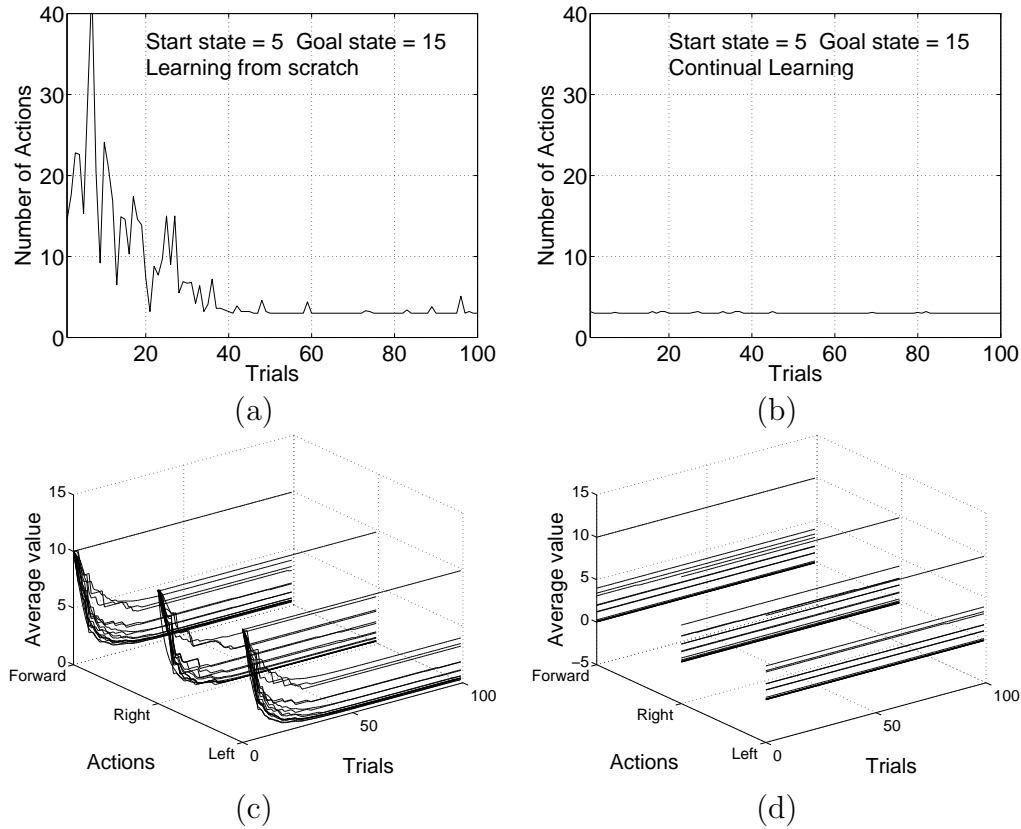 40
30
20
10
0
Number of Actions
Start state = 5 Goal state = 15
Learning from scratch
20 40 60 80 100
Trials
(a)
40
30
20
10
0
Number of Actions
Start state = 5 Goal state = 15
Continual Learning
20 40 60 80 100
Trials
(b)
15
10
5
0
Average value
Forward
Right
Left
Actions
0
50
100
Trials
(c)
15
10
5
0
−5
Average value
Forward
Right
Left
Actions
0
50
100
Trials
(d)